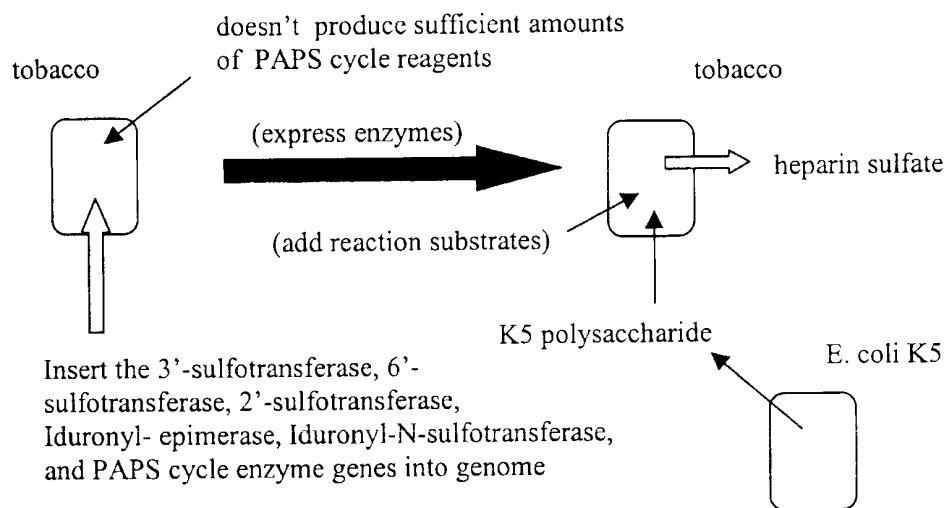 doesn't produce sufficient amounts
of PAPS cycle reagents
tobacco
tobacco
(express enzymes)
heparin sulfate
(add reaction substrates)
K5 polysaccharide
E. coli K5
Insert the 3'-sulfotransferase, 6'-
sulfotransferase, 2'-sulfotransferase,
Iduronyl- epimerase, Iduronyl-N-sulfotransferase,
and PAPS cycle enzyme genes into genome